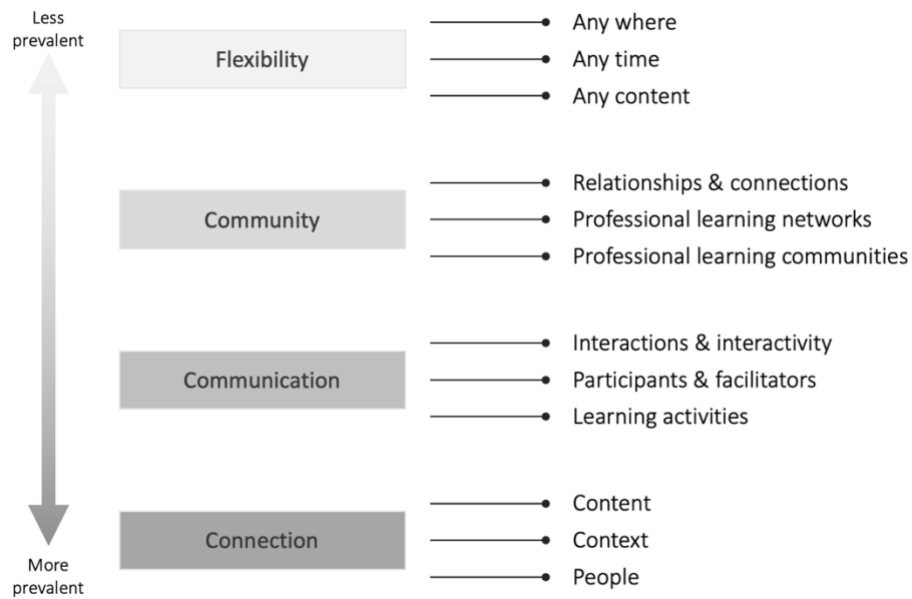 Less
prevalent
Flexibility
Any where
Any time
Any content
Community
Relationships & connections
Professional learning networks
Professional learning communities
Communication
Interactions & interactivity
Participants & facilitators
Learning activities
Connection
Content
Context
People
More
prevalent